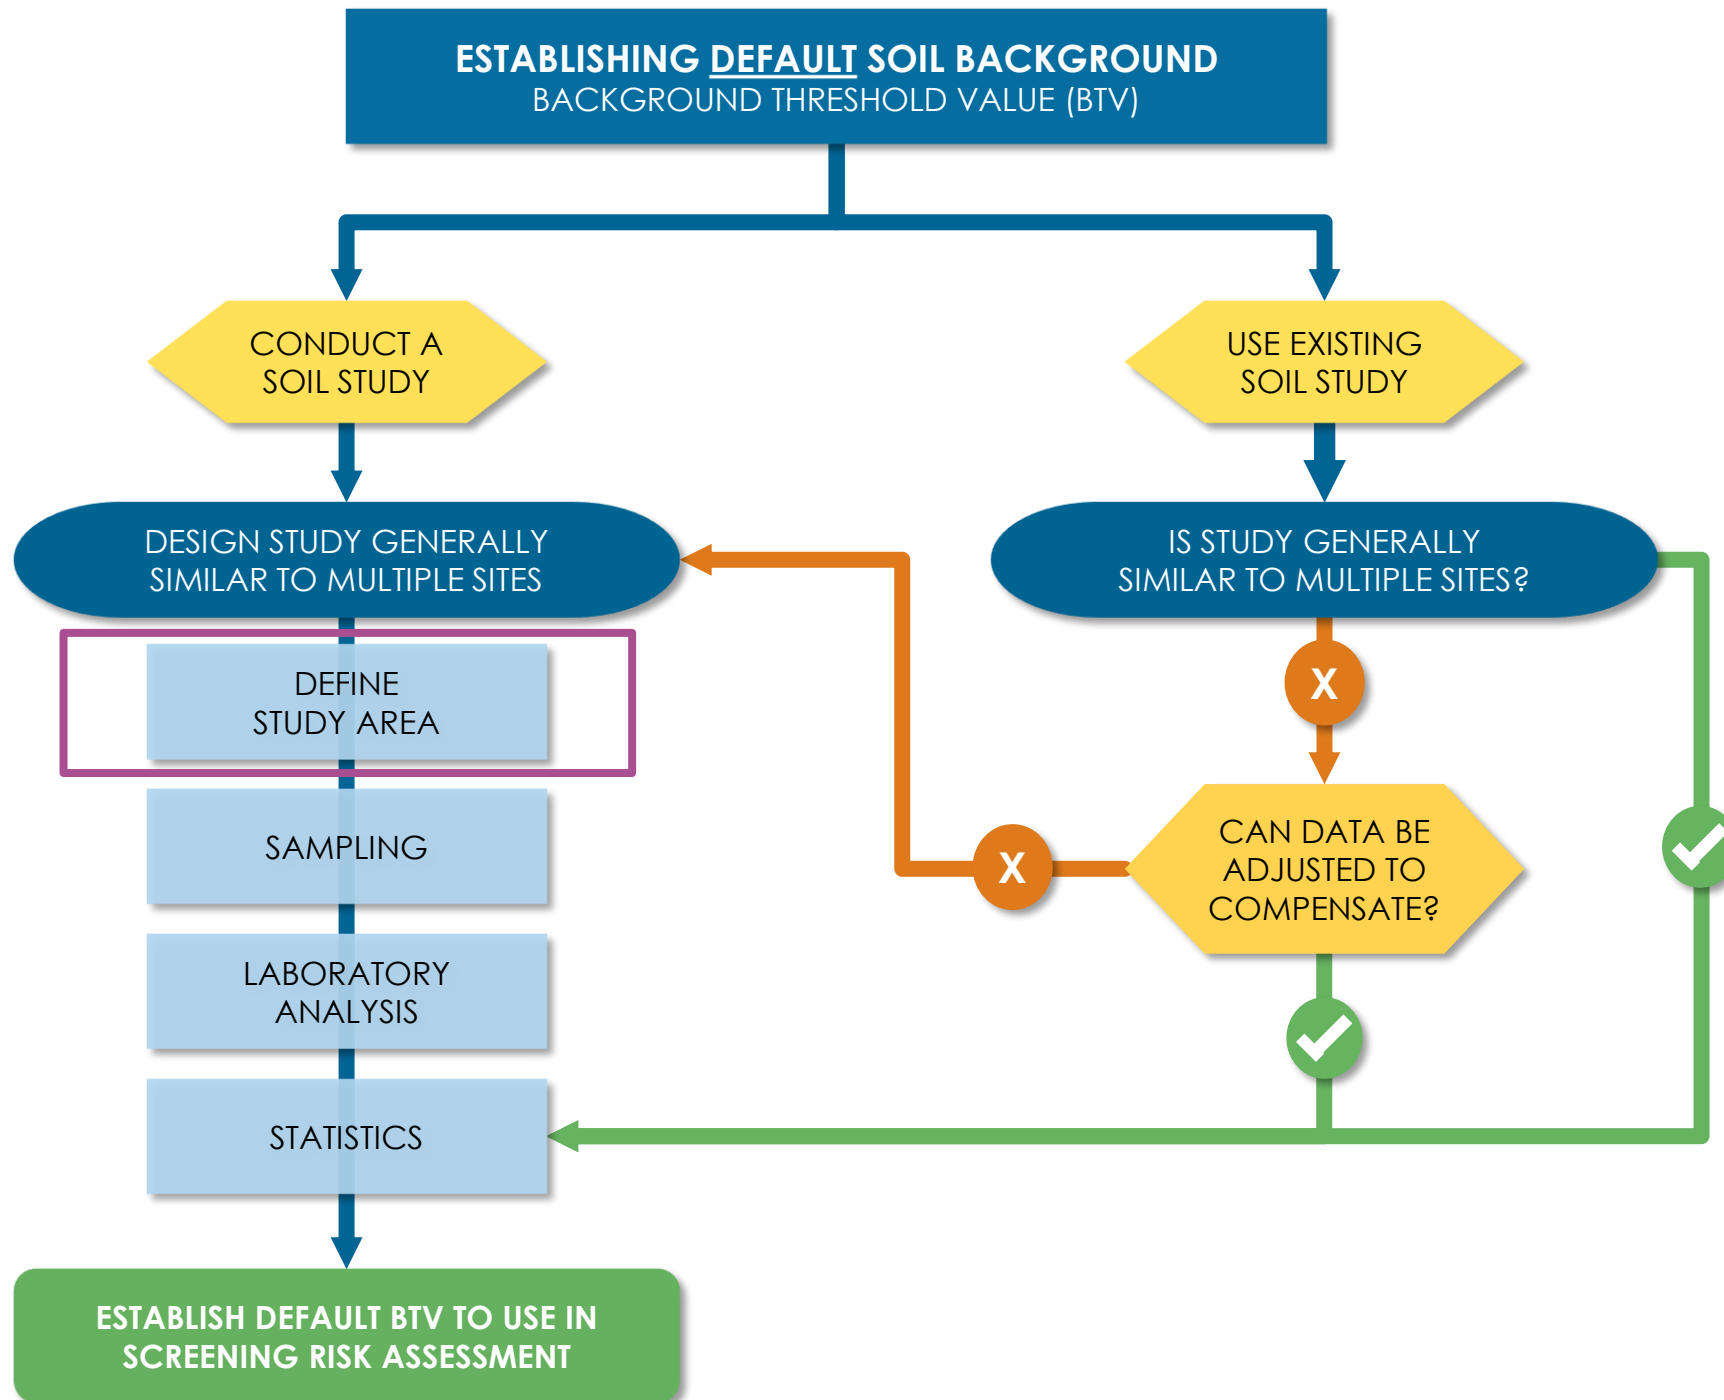 ESTABLISHING DEFAULT SOIL BACKGROUND
BACKGROUND THRESHOLD VALUE (BTV)
CONDUCT A
SOIL STUDY
USE EXISTING
SOIL STUDY
DESIGN STUDY GENERALLY
SIMILAR TO MULTIPLE SITES
IS STUDY GENERALLY
SIMILAR TO MULTIPLE SITES?
DEFINE
STUDY AREA
X
SAMPLING
CAN DATA BE
ADJUSTED TO
COMPENSATE?
X
LABORATORY
ANALYSIS
STATISTICS
ESTABLISH DEFAULT BTV TO USE IN
SCREENING RISK ASSESSMENT